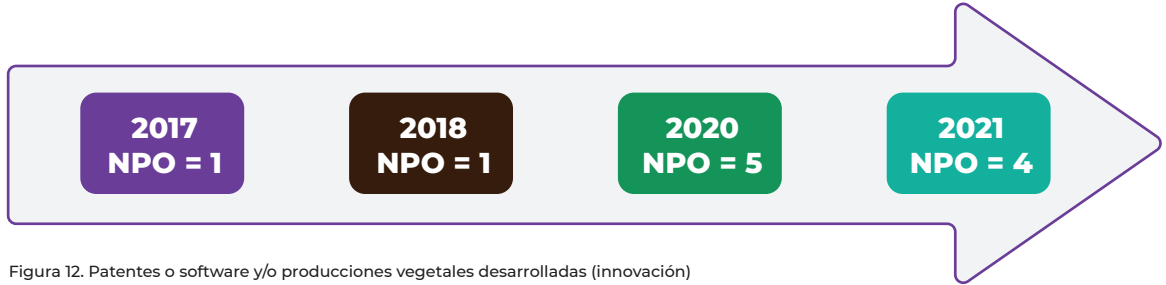 2017
NPO = 1
2018
NPO = 1
2020
NPO = 5
2021
NPO = 4
Figura 12. Patentes o software y/o producciones vegetales desarrolladas (innovación)